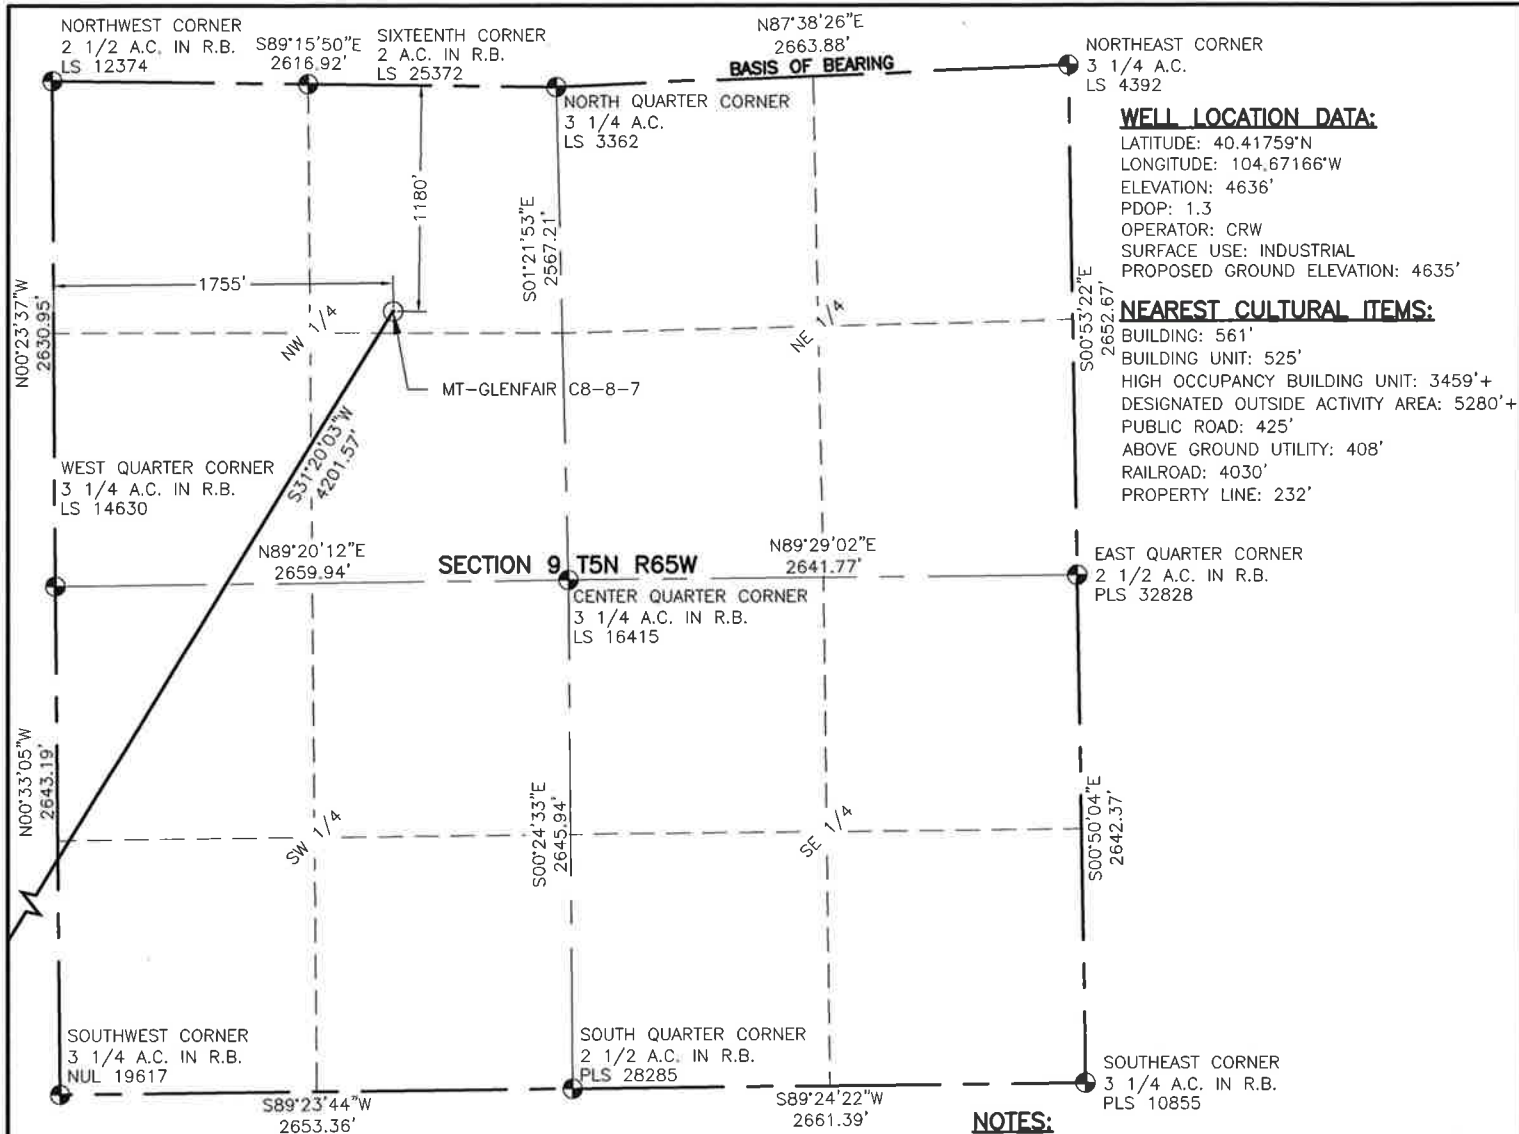 NORTHWEST CORNER
2 1/2 A.C. IN R.B.
LS 12374
S89°15'50"E
2616.92'
SIXTEENTH CORNER
2 A.C. IN R.B.
LS 25372
N87°38'26"E
2663.88'
BASIS OF BEARING
NORTHEAST CORNER
3 1/4 A.C.
LS 4392
NORTH QUARTER CORNER
3 1/4 A.C.
LS 3362
WELL LOCATION DATA:
LATITUDE: 40.41759°N
LONGITUDE: 104.67166°W
ELEVATION: 4636'
PDOP: 1.3
OPERATOR: CRW
SURFACE USE: INDUSTRIAL
PROPOSED GROUND ELEVATION: 4635'
NEAREST CULTURAL ITEMS:
BUILDING: 561'
BUILDING UNIT: 525'
HIGH OCCUPANCY BUILDING UNIT: 3459'+
DESIGNATED OUTSIDE ACTIVITY AREA: 5280'+
PUBLIC ROAD: 425'
ABOVE GROUND UTILITY: 408'
RAILROAD: 4030'
PROPERTY LINE: 232'
1180'
1755'
N00°23'37"W
2630.95'
S01°21'53"E
2567.21'
S00°53'22"E
2652.67'
NW 1/4
NE 1/4
MT-GLENFAIR C8-8-7
S31°20'03"W
4201.57'
WEST QUARTER CORNER
3 1/4 A.C. IN R.B.
LS 14630
N89°20'12"E
2659.94'
SECTION 9 T5N R65W
N89°29'02"E
2641.77'
EAST QUARTER CORNER
2 1/2 A.C. IN R.B.
PLS 32828
CENTER QUARTER CORNER
3 1/4 A.C. IN R.B.
LS 16415
N00°33'05"W
2643.19'
S00°24'33"E
2645.94'
S00°50'04"E
2642.37'
SW 1/4
SE 1/4
SOUTHWEST CORNER
3 1/4 A.C. IN R.B.
NUL 19617
SOUTH QUARTER CORNER
2 1/2 A.C. IN R.B.
PLS 28285
SOUTHEAST CORNER
3 1/4 A.C. IN R.B.
PLS 10855
S89°23'44"W
2653.36'
S89°24'22"W
2661.39'
NOTES: